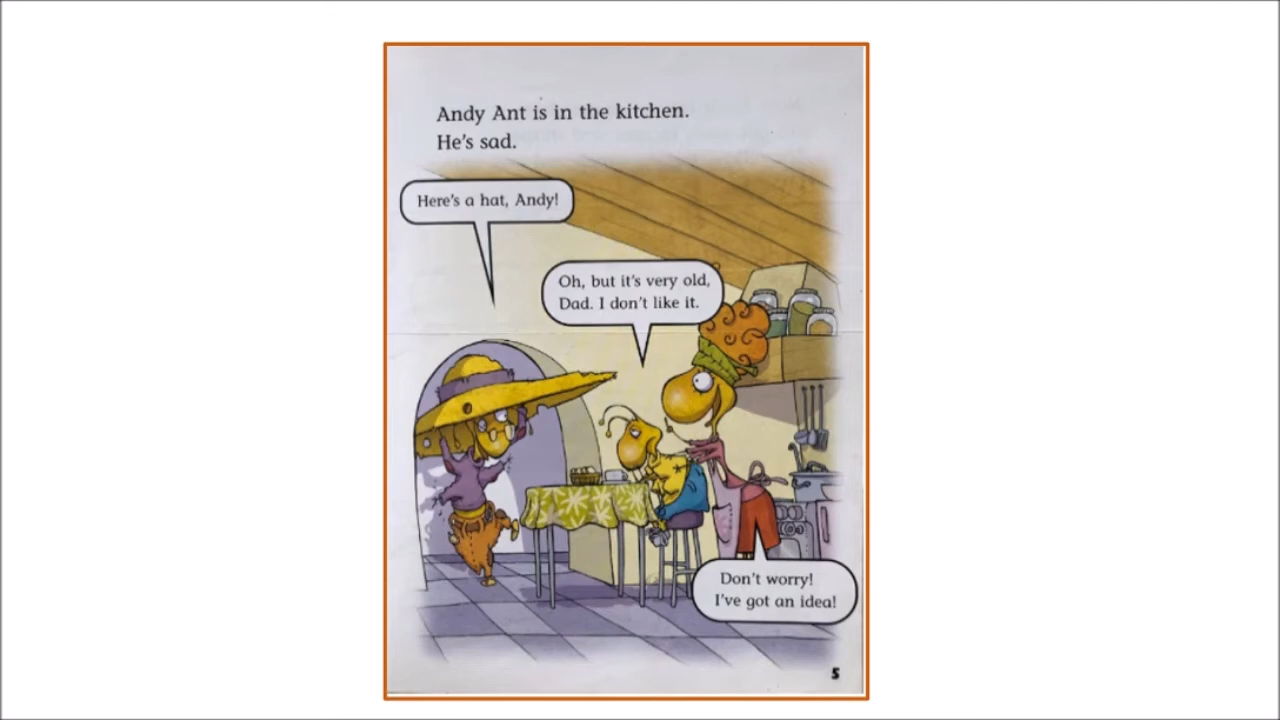 Andy Ant is in the kitchen.
He's sad.
Here's a hat, Andy!
Oh, but it's very old,
Dad. I don't like it.
Don't worry!
I've got an idea!
5